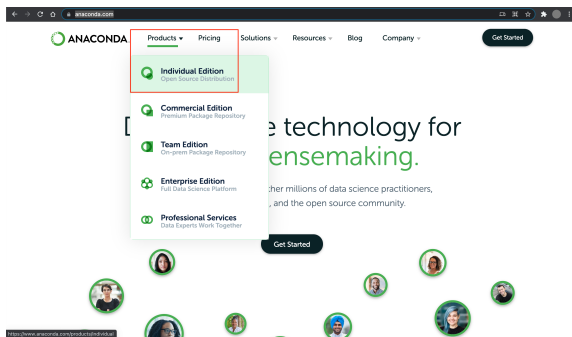 anaconda.com
ANACONDA.
Products Pricing Solutions Resources Blog Company
Get Started
Individual Edition
Open Source Distribution
Commercial Edition
Premium Package Repository
Team Edition
On-prem Package Repository
Enterprise Edition
Full Data Science Platform
Professional Services
Data Experts Work Together
D
technology for
ensemaking.
her millions of data science practitioners,
, and the open source community.
Get Started
https://www.anaconda.com/products/individual